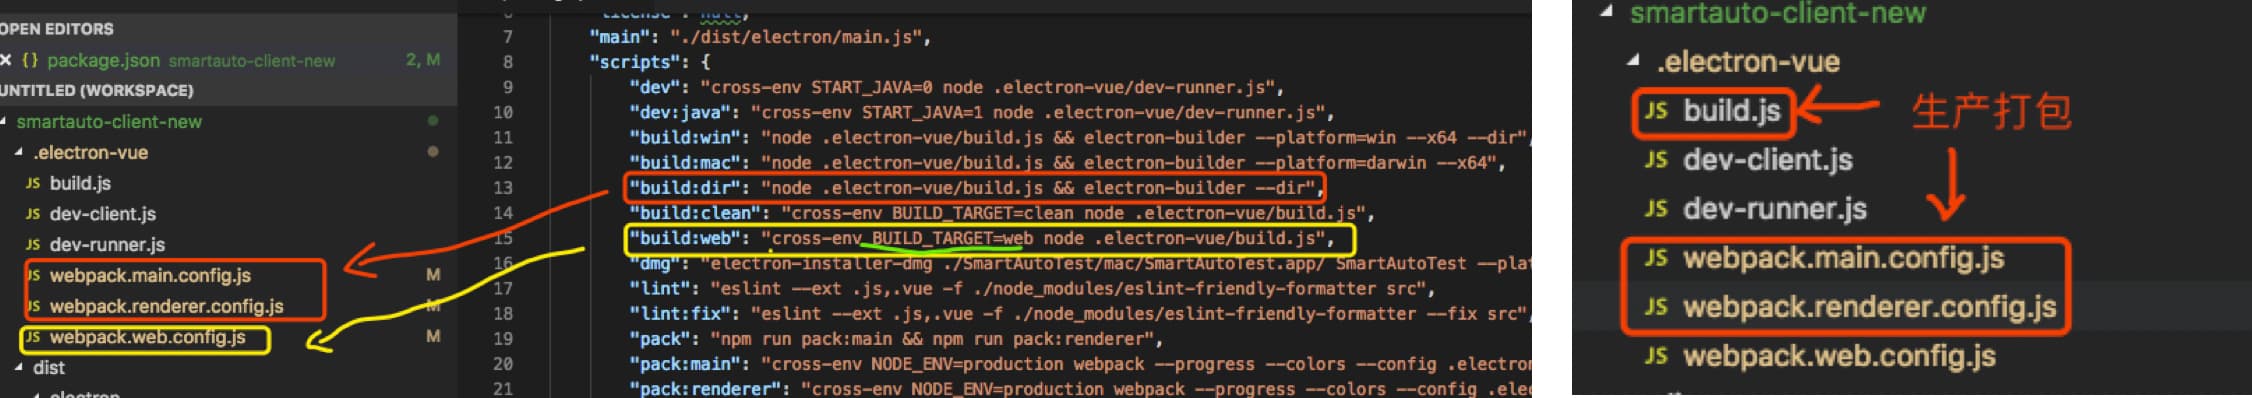 OPEN EDITORS
{} package.json smartauto-client-new 2, M
UNTITLED (WORKSPACE)
smartauto-client-new
.electron-vue
JS build.js
JS dev-client.js
JS dev-runner.js
JS webpack.main.config.js M
JS webpack.renderer.config.js M
JS webpack.web.config.js M
dist
electron
6 "license": null,
7 "main": "./dist/electron/main.js",
8 "scripts": {
9 "dev": "cross-env START_JAVA=0 node .electron-vue/dev-runner.js",
10 "dev:java": "cross-env START_JAVA=1 node .electron-vue/dev-runner.js",
11 "build:win": "node .electron-vue/build.js && electron-builder --platform=win --x64 --dir",
12 "build:mac": "node .electron-vue/build.js && electron-builder --platform=darwin --x64",
13 "build:dir": "node .electron-vue/build.js && electron-builder --dir",
14 "build:clean": "cross-env BUILD_TARGET=clean node .electron-vue/build.js",
15 "build:web": "cross-env BUILD_TARGET=web node .electron-vue/build.js",
16 "dmg": "electron-installer-dmg ./SmartAutoTest/mac/SmartAutoTest.app/ SmartAutoTest --plat
17 "lint": "eslint --ext .js,.vue -f ./node_modules/eslint-friendly-formatter src",
18 "lint:fix": "eslint --ext .js,.vue -f ./node_modules/eslint-friendly-formatter --fix src",
19 "pack": "npm run pack:main && npm run pack:renderer",
20 "pack:main": "cross-env NODE_ENV=production webpack --progress --colors --config .electron
21 "pack:renderer": "cross-env NODE_ENV=production webpack --progress --colors --config .elec
smartauto-client-new
.electron-vue
JS build.js
生产打包
JS dev-client.js
JS dev-runner.js
JS webpack.main.config.js
JS webpack.renderer.config.js
JS webpack.web.config.js